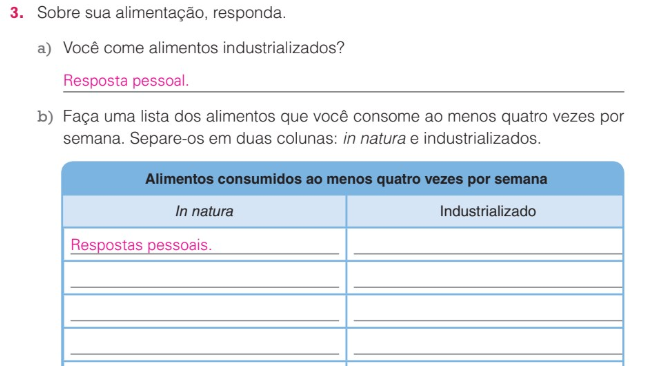 3. Sobre sua alimentação, responda.
a) Você come alimentos industrializados?
Resposta pessoal.
b) Faça uma lista dos alimentos que você consome ao menos quatro vezes por
semana. Separe-os em duas colunas: in natura e industrializados.
Alimentos consumidos ao menos quatro vezes por semana
In natura Industrializado
Respostas pessoais.